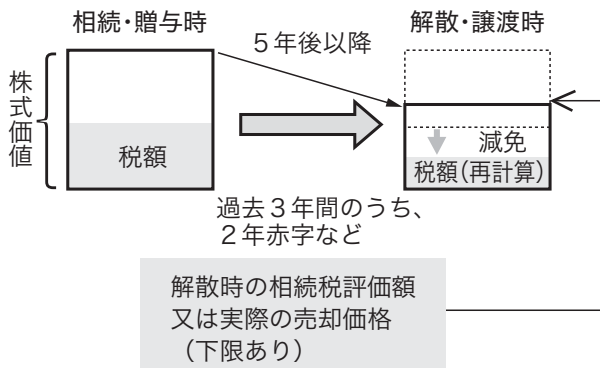 相続･贈与時
解散･譲渡時
5年後以降
株式価値
税額
減免
税額(再計算)
過去3年間のうち、
2年赤字など
解散時の相続税評価額
又は実際の売却価格
(下限あり)